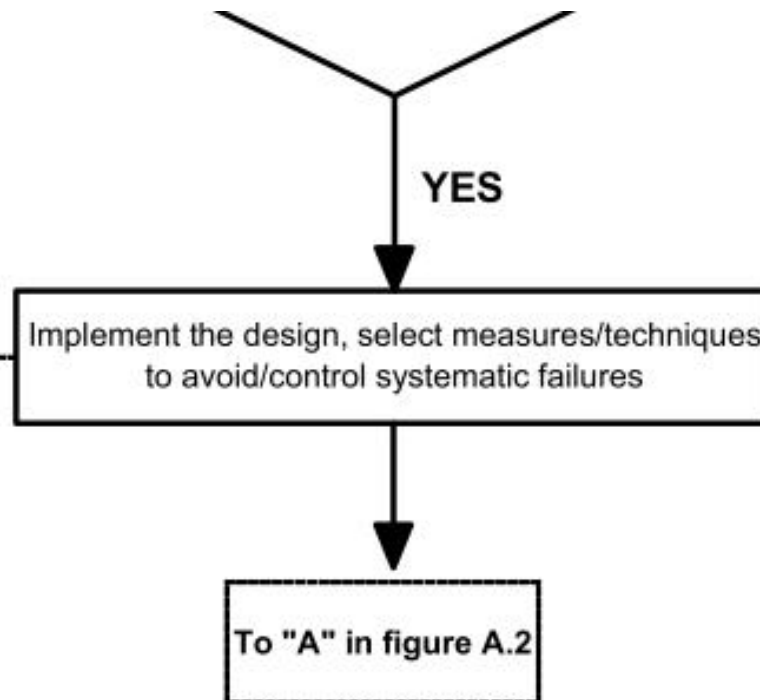 YES
Implement the design, select measures/techniques
to avoid/control systematic failures
To "A" in figure A.2